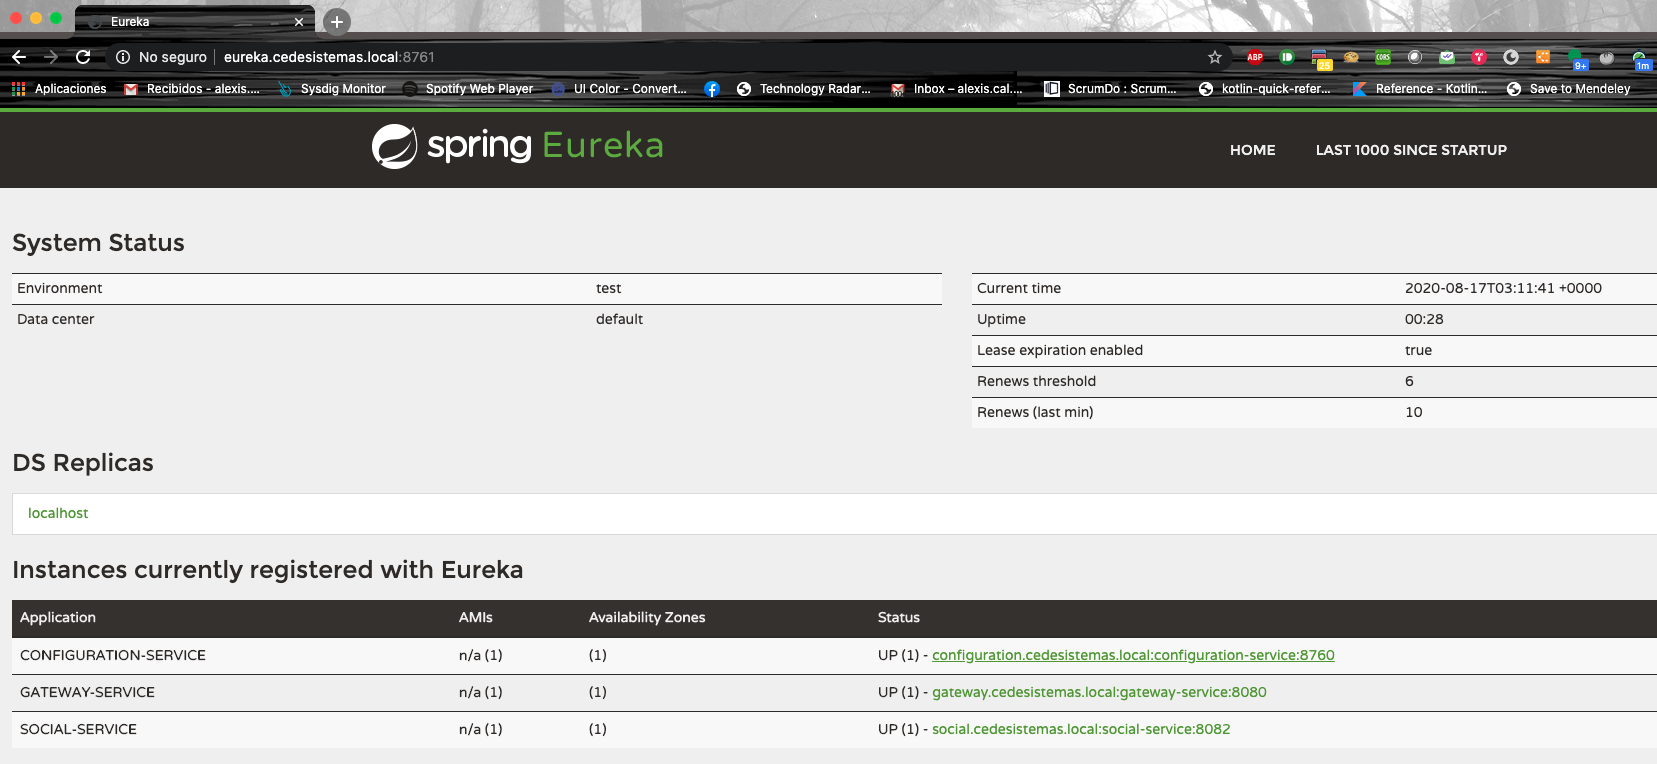 Eureka
No seguro eureka.cedesistemas.local:8761
ABP 25 CORS 9+ 1m
Aplicaciones Recibidos - alexis.... Sysdig Monitor Spotify Web Player UI Color - Convert... Technology Radar... Inbox – alexis.cal.... ScrumDo : Scrum... kotlin-quick-refer... Reference - Kotlin... Save to Mendeley
spring Eureka HOME LAST 1000 SINCE STARTUP
System Status
Environment test
Data center default
Current time 2020-08-17T03:11:41 +0000
Uptime 00:28
Lease expiration enabled true
Renews threshold 6
Renews (last min) 10
DS Replicas
localhost
Instances currently registered with Eureka
Application AMIs Availability Zones Status
CONFIGURATION-SERVICE n/a (1) (1) UP (1) - configuration.cedesistemas.local:configuration-service:8760
GATEWAY-SERVICE n/a (1) (1) UP (1) - gateway.cedesistemas.local:gateway-service:8080
SOCIAL-SERVICE n/a (1) (1) UP (1) - social.cedesistemas.local:social-service:8082